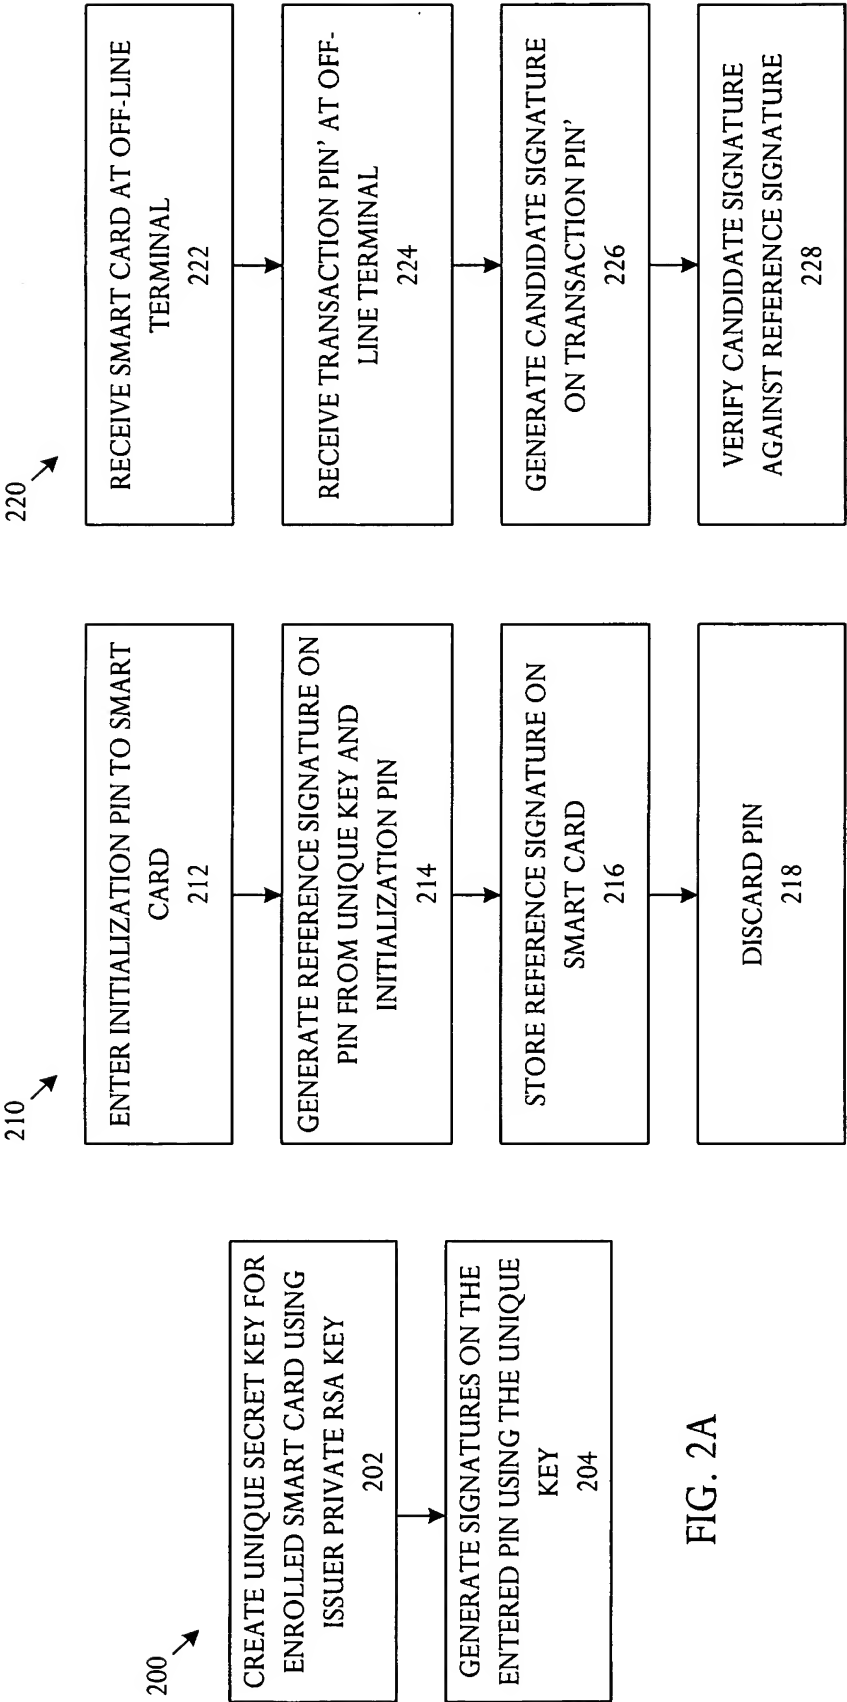 200
CREATE UNIQUE SECRET KEY FOR
ENROLLED SMART CARD USING
ISSUER PRIVATE RSA KEY
202
GENERATE SIGNATURES ON THE
ENTERED PIN USING THE UNIQUE
KEY
204
210
ENTER INITIALIZATION PIN TO SMART
CARD
212
GENERATE REFERENCE SIGNATURE ON
PIN FROM UNIQUE KEY AND
INITIALIZATION PIN
214
STORE REFERENCE SIGNATURE ON
SMART CARD
216
DISCARD PIN
218
220
RECEIVE SMART CARD AT OFF-LINE
TERMINAL
222
RECEIVE TRANSACTION PIN' AT OFF-
LINE TERMINAL
224
GENERATE CANDIDATE SIGNATURE
ON TRANSACTION PIN'
226
VERIFY CANDIDATE SIGNATURE
AGAINST REFERENCE SIGNATURE
228
FIG. 2A